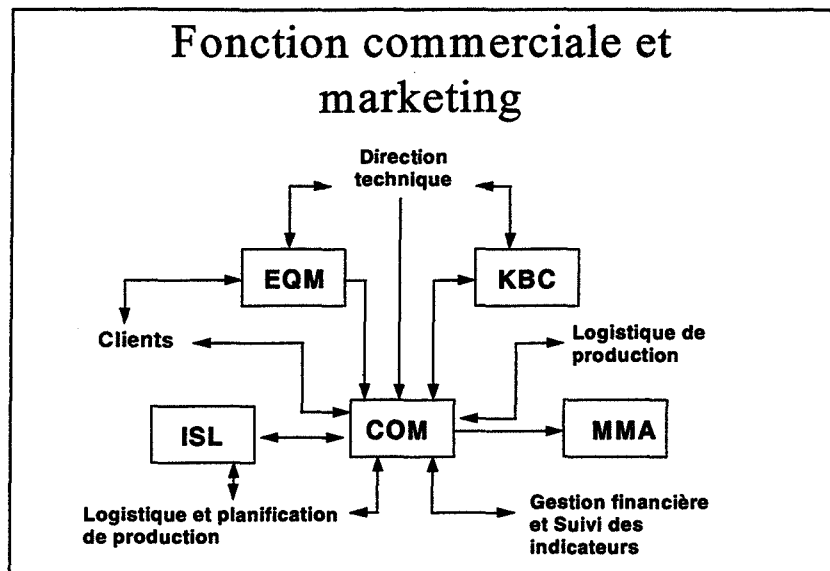 Fonction commerciale et
marketing
Direction
technique
EQM
KBC
Clients
Logistique de
production
ISL
COM
MMA
Logistique et planification
de production
Gestion financière
et Suivi des
indicateurs